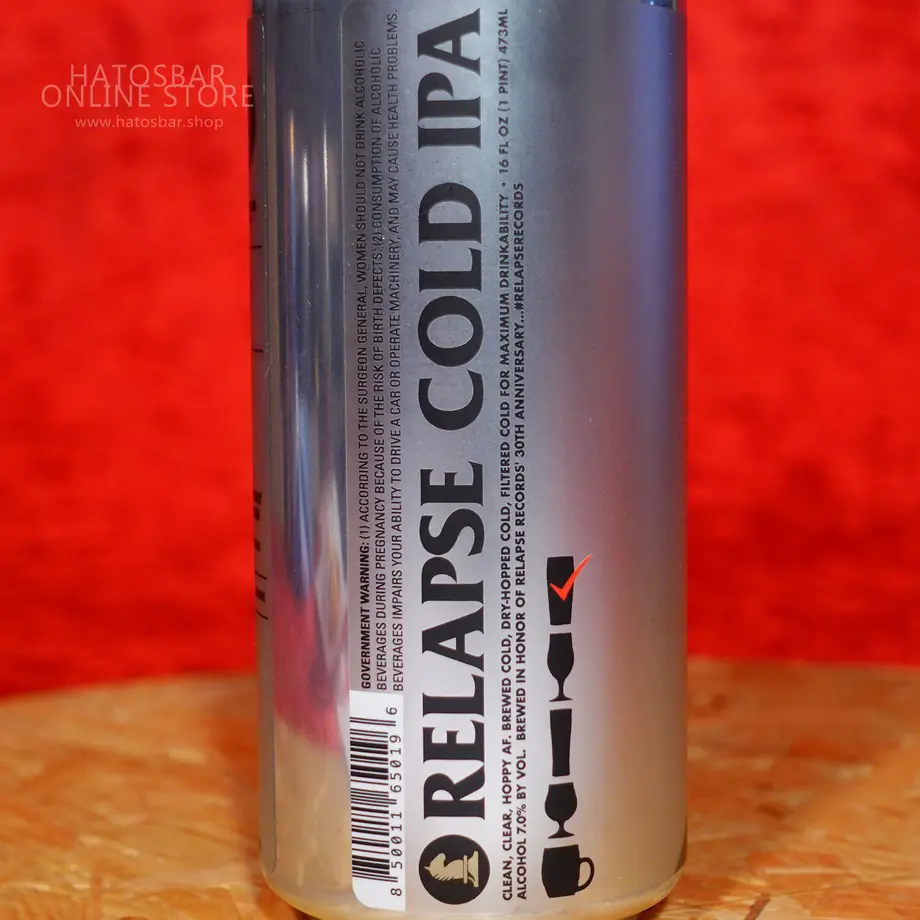 HATOSBAR
ONLINE STORE
www.hatosbar.shop
GOVERNMENT WARNING: (1) ACCORDING TO THE SURGEON GENERAL, WOMEN SHOULD NOT DRINK ALCOHOLIC
BEVERAGES DURING PREGNANCY BECAUSE OF THE RISK OF BIRTH DEFECTS. (2) CONSUMPTION OF ALCOHOLIC
BEVERAGES IMPAIRS YOUR ABILITY TO DRIVE A CAR OR OPERATE MACHINERY, AND MAY CAUSE HEALTH PROBLEMS.
8 50011 65019 6
RELAPSE COLD IPA
CLEAN, CLEAR, HOPPY AF. BREWED COLD, DRY-HOPPED COLD, FILTERED COLD FOR MAXIMUM DRINKABILITY • 16 FL OZ (1 PINT) 473ML
ALCOHOL 7.0% BY VOL. BREWED IN HONOR OF RELAPSE RECORDS' 30TH ANNIVERSARY...#RELAPSERECORDS